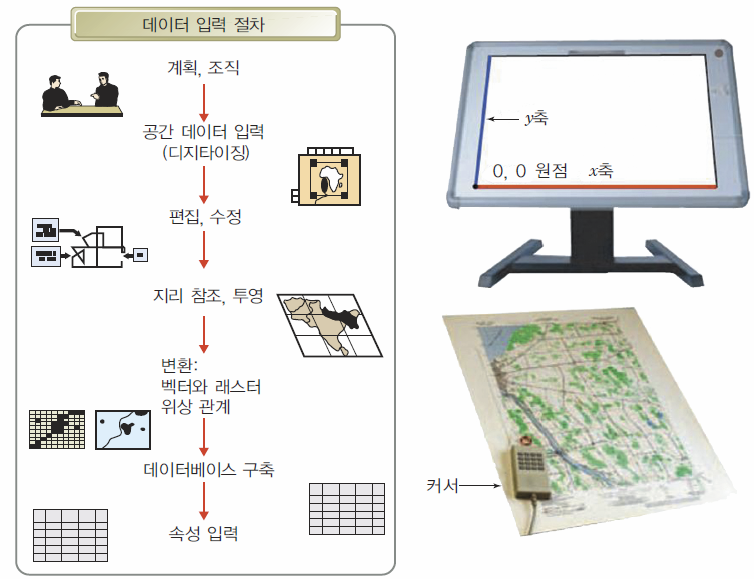 데이터 입력 절차
계획, 조직
공간 데이터 입력
(디지타이징)
편집, 수정
지리 참조, 투영
변환:
벡터와 래스터
위상 관계
데이터베이스 구축
속성 입력
y축
0, 0 원점 x축
커서